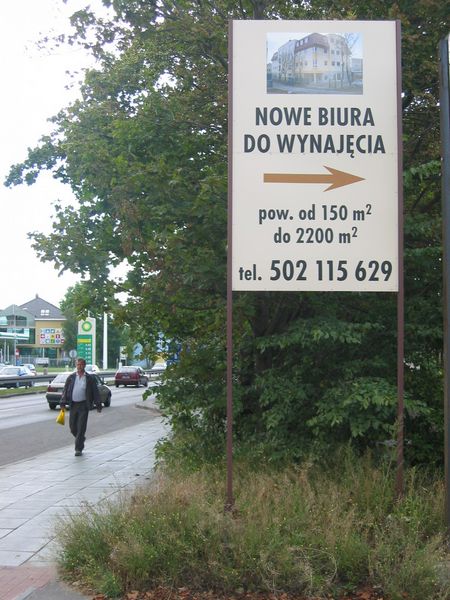 NOWE BIURA
DO WYNAJĘCIA
pow. od 150 m²
do 2200 m²
tel. 502 115 629